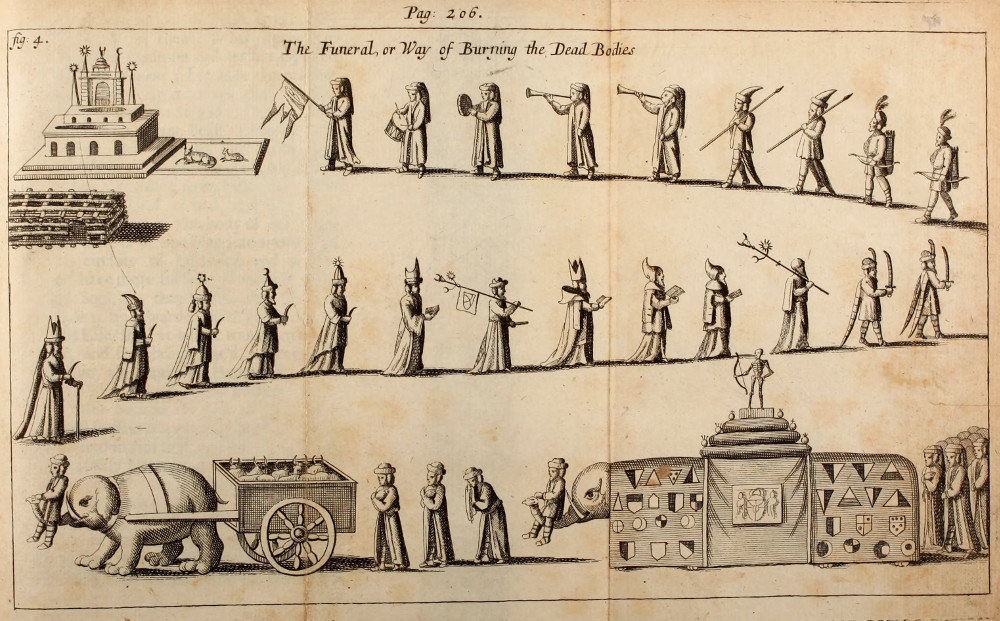 Pag: 206.
fig 4.
The Funeral, or Way of Burning the Dead Bodies